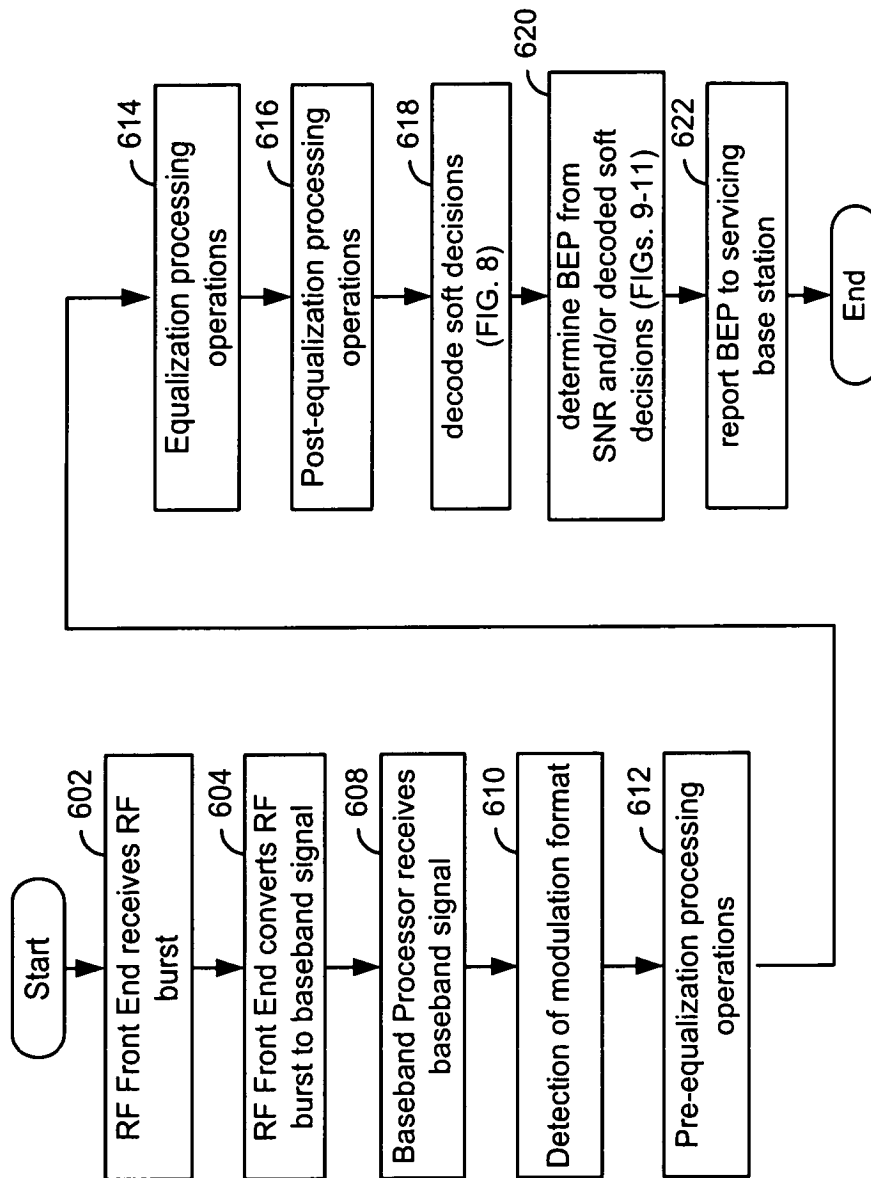 Start
602
RF Front End receives RF
burst
604
RF Front End converts RF
burst to baseband signal
608
Baseband Processor receives
baseband signal
610
Detection of modulation format
612
Pre-equalization processing
operations
614
Equalization processing
operations
616
Post-equalization processing
operations
618
decode soft decisions
(FIG. 8)
620
determine BEP from
SNR and/or decoded soft
decisions (FIGs. 9-11)
622
report BEP to servicing
base station
End